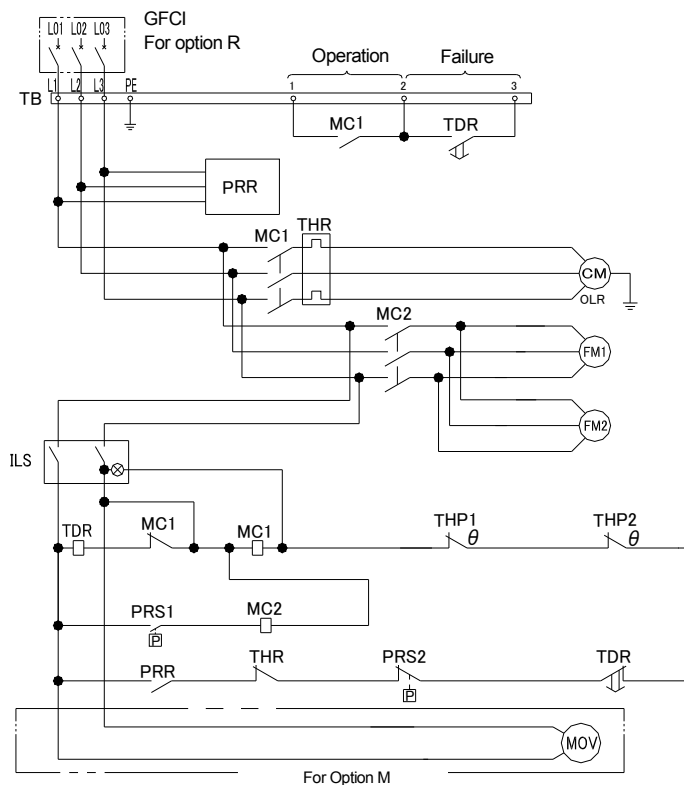 GFCI
For option R
L01 L02 L03
Operation Failure
L1 L2 L3 PE 1 2 3
TB
MC1 TDR
PRR
MC1 THR
CM
OLR
MC2
FM1
FM2
ILS
TDR MC1 MC1 THP1 θ THP2 θ
PRS1 P MC2
PRR THR PRS2 P TDR
MOV
For Option M